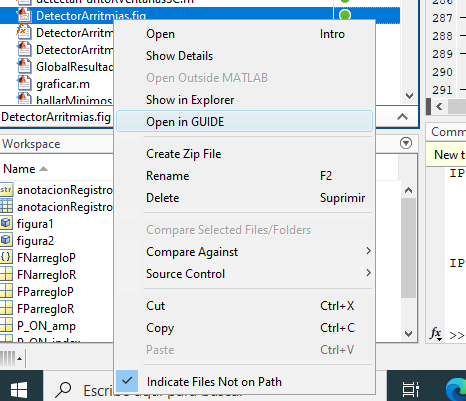 DetectorArritmias.fig
DetectorArritm
DetectorArritm
GlobalResultad
graficar.m
hallarMinimos
DetectorArritmias.fig
Workspace
Name
anotacionRegistro
anotacionRegistro
figura1
figura2
FNarregloP
FNarregloR
FParregloP
FParregloR
P_ON_amp
P_ON_index
Open Intro
Show Details
Open Outside MATLAB
Show in Explorer
Open in GUIDE
Create Zip File
Rename F2
Delete Suprimir
Compare Selected Files/Folders
Compare Against
Source Control
Cut Ctrl+X
Copy Ctrl+C
Paste Ctrl+V
Indicate Files Not on Path
286
287
288
289
290
291
Comm
New to
IP
IP
fx >>
Escribe aquí para buscar